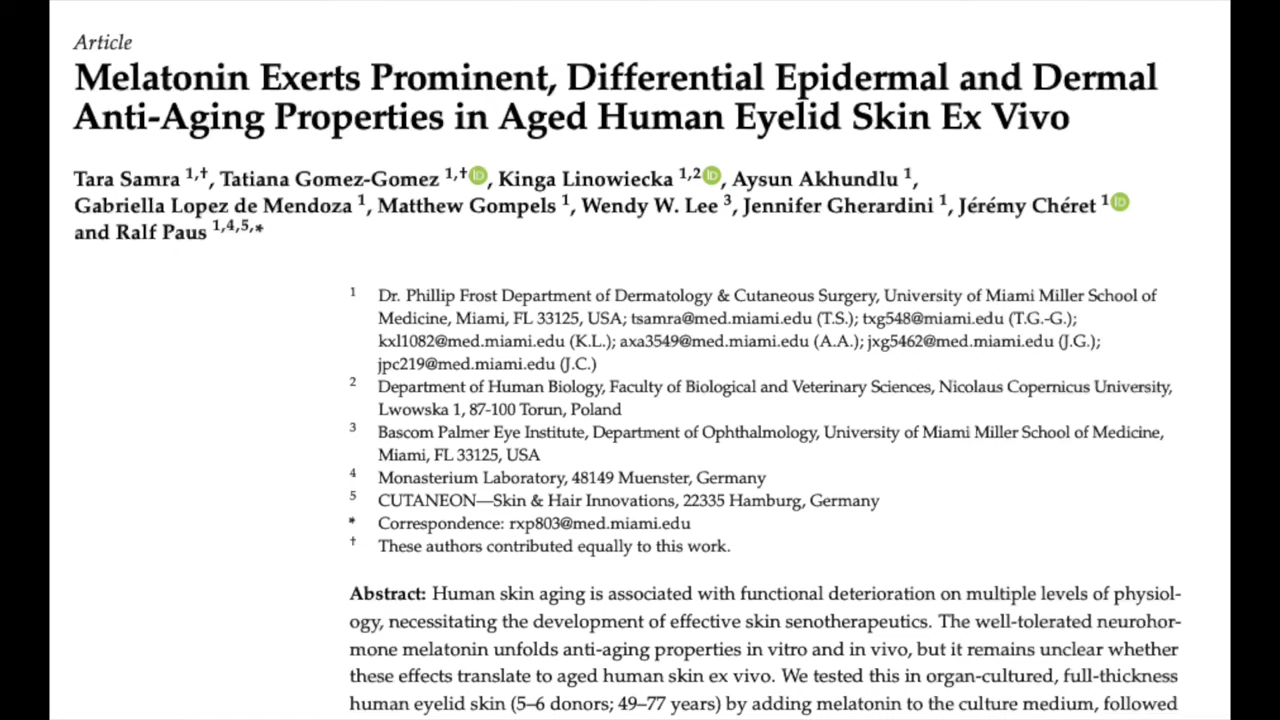 Article
Melatonin Exerts Prominent, Differential Epidermal and Dermal
Anti-Aging Properties in Aged Human Eyelid Skin Ex Vivo
Tara Samra 1,†, Tatiana Gomez-Gomez 1,†, Kinga Linowiecka 1,2, Aysun Akhundlu 1,
Gabriella Lopez de Mendoza 1, Matthew Gompels 1, Wendy W. Lee 3, Jennifer Gherardini 1, Jérémy Chéret 1
and Ralf Paus 1,4,5,*
1 Dr. Phillip Frost Department of Dermatology & Cutaneous Surgery, University of Miami Miller School of
Medicine, Miami, FL 33125, USA; tsamra@med.miami.edu (T.S.); txg548@miami.edu (T.G.-G.);
kxl1082@med.miami.edu (K.L.); axa3549@med.miami.edu (A.A.); jxg5462@med.miami.edu (J.G.);
jpc219@med.miami.edu (J.C.)
2 Department of Human Biology, Faculty of Biological and Veterinary Sciences, Nicolaus Copernicus University,
Lwowska 1, 87-100 Torun, Poland
3 Bascom Palmer Eye Institute, Department of Ophthalmology, University of Miami Miller School of Medicine,
Miami, FL 33125, USA
4 Monasterium Laboratory, 48149 Muenster, Germany
5 CUTANEON—Skin & Hair Innovations, 22335 Hamburg, Germany
* Correspondence: rxp803@med.miami.edu
† These authors contributed equally to this work.
Abstract: Human skin aging is associated with functional deterioration on multiple levels of physiol-
ogy, necessitating the development of effective skin senotherapeutics. The well-tolerated neurohor-
mone melatonin unfolds anti-aging properties in vitro and in vivo, but it remains unclear whether
these effects translate to aged human skin ex vivo. We tested this in organ-cultured, full-thickness
human eyelid skin (5–6 donors; 49–77 years) by adding melatonin to the culture medium, followed